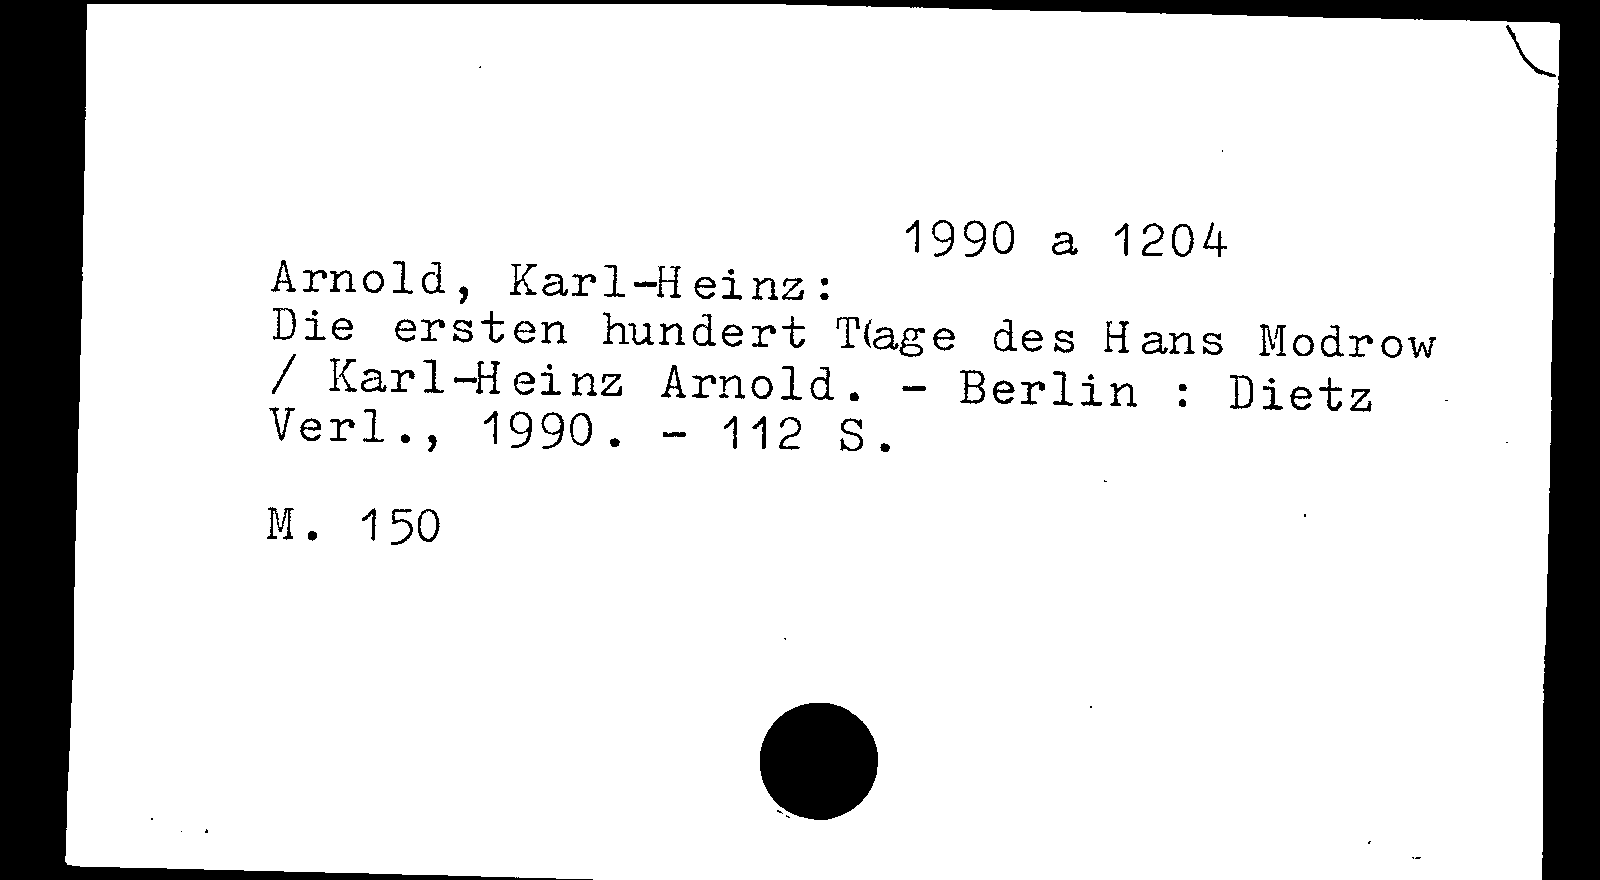 1990 a 1204
Arnold, Karl-Heinz:
Die ersten hundert T(age des Hans Modrow
/ Karl-Heinz Arnold. - Berlin : Dietz
Verl., 1990. - 112 S.
M. 150